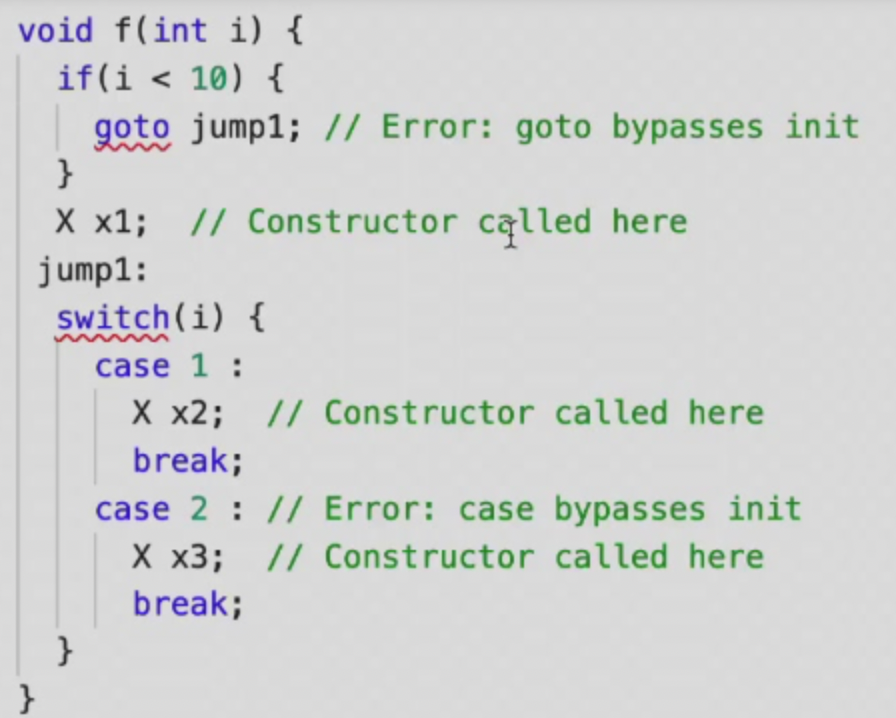 void f(int i) {
if(i < 10) {
goto jump1; // Error: goto bypasses init
}
X x1;  // Constructor called here
jump1:
switch(i) {
case 1 :
X x2;  // Constructor called here
break;
case 2 : // Error: case bypasses init
X x3;  // Constructor called here
break;
}
}